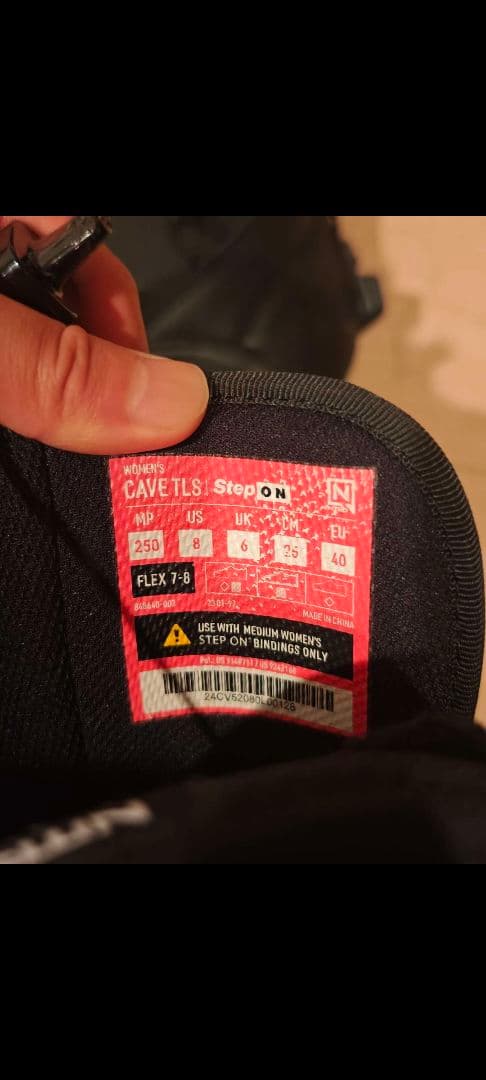 WOMEN'S
CAVE TLS | Step ON N
MP US UK CM EU
250 8 6 25 40
FLEX 7-8
MADE IN CHINA
USE WITH MEDIUM WOMEN'S
STEP ON® BINDINGS ONLY
24CV52080L00128